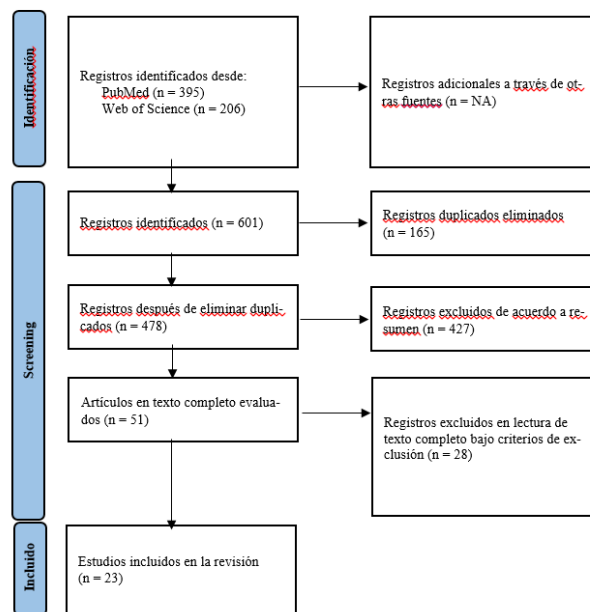 Identificación
Registros identificados desde:
PubMed (n = 395)
Web of Science (n = 206)
Registros adicionales a través de ot-
ras fuentes (n = NA)
Screening
Registros identificados (n = 601)
Registros duplicados eliminados
(n = 165)
Registros después de eliminar dupli-
cados (n = 478)
Registros excluidos de acuerdo a re-
sumen (n = 427)
Artículos en texto completo evalua-
dos (n = 51)
Registros excluidos en lectura de
texto completo bajo criterios de ex-
clusión (n = 28)
Incluido
Estudios incluidos en la revisión
(n = 23)